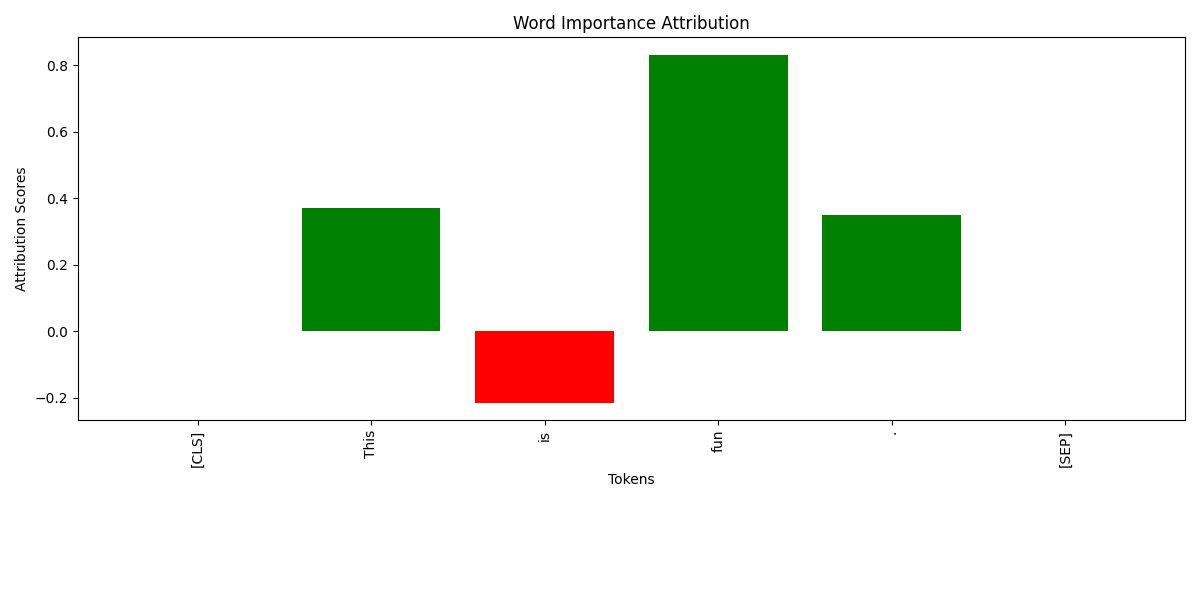 Word Importance Attribution
Attribution Scores
0.8
0.6
0.4
0.2
0.0
−0.2
[CLS]
This
is
fun
.
[SEP]
Tokens